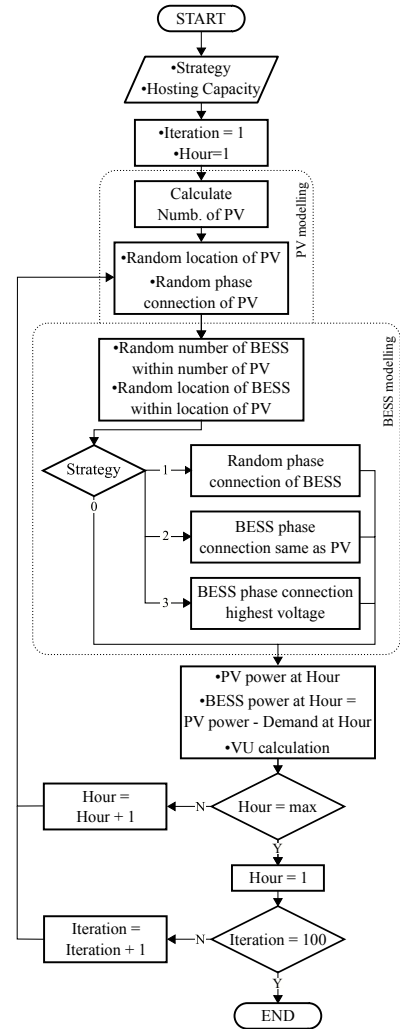 START
•Strategy
•Hosting Capacity
•Iteration = 1
•Hour=1
Calculate
Numb. of PV
PV modelling
•Random location of PV
•Random phase
connection of PV
•Random number of BESS
within number of PV
•Random location of BESS
within location of PV
BESS modelling
Strategy
0
1
Random phase
connection of BESS
2
BESS phase
connection same as PV
3
BESS phase connection
highest voltage
•PV power at Hour
•BESS power at Hour =
PV power - Demand at Hour
•VU calculation
Hour = max
N
Hour =
Hour + 1
Y
Hour = 1
Iteration = 100
N
Iteration =
Iteration + 1
Y
END